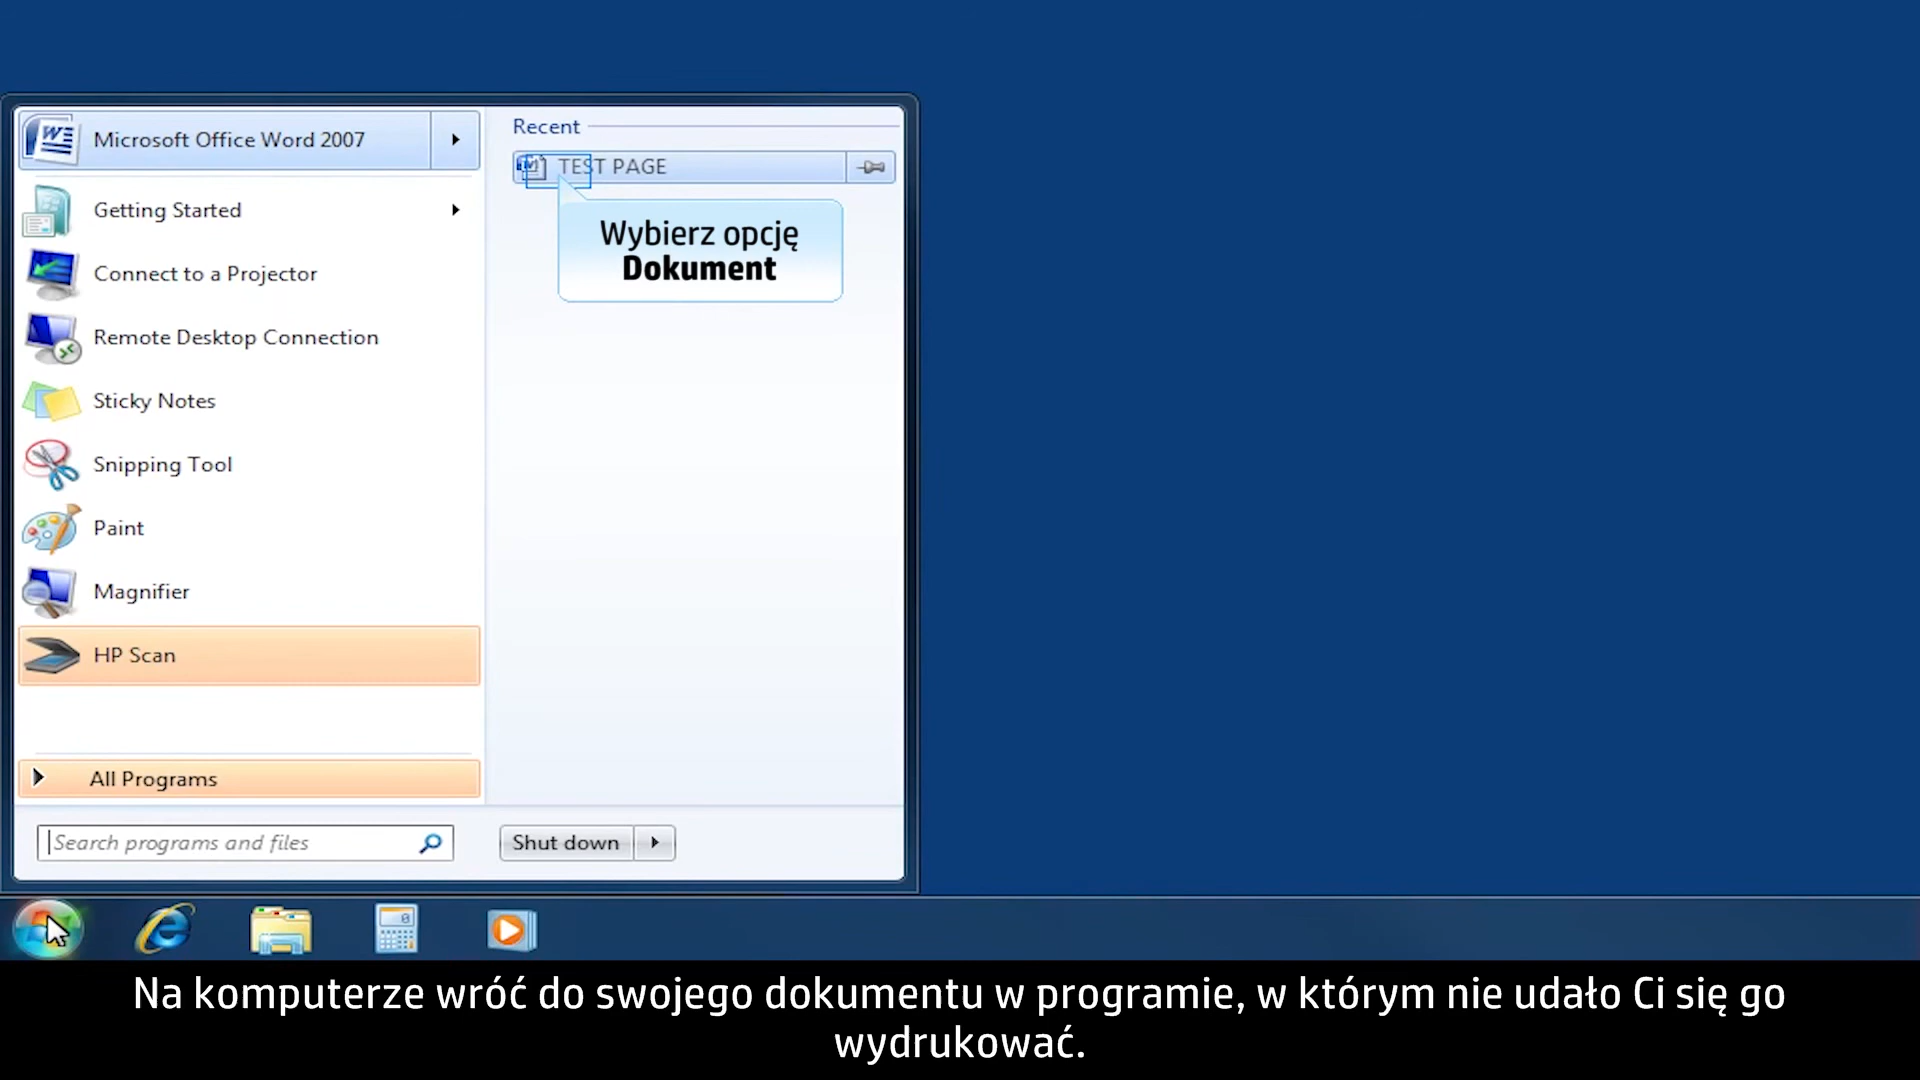 Microsoft Office Word 2007
Getting Started
Connect to a Projector
Remote Desktop Connection
Sticky Notes
Snipping Tool
Paint
Magnifier
HP Scan
All Programs
Search programs and files
Recent
TEST PAGE
Wybierz opcję
Dokument
Shut down
Na komputerze wróć do swojego dokumentu w programie, w którym nie udało Ci się go
wydrukować.